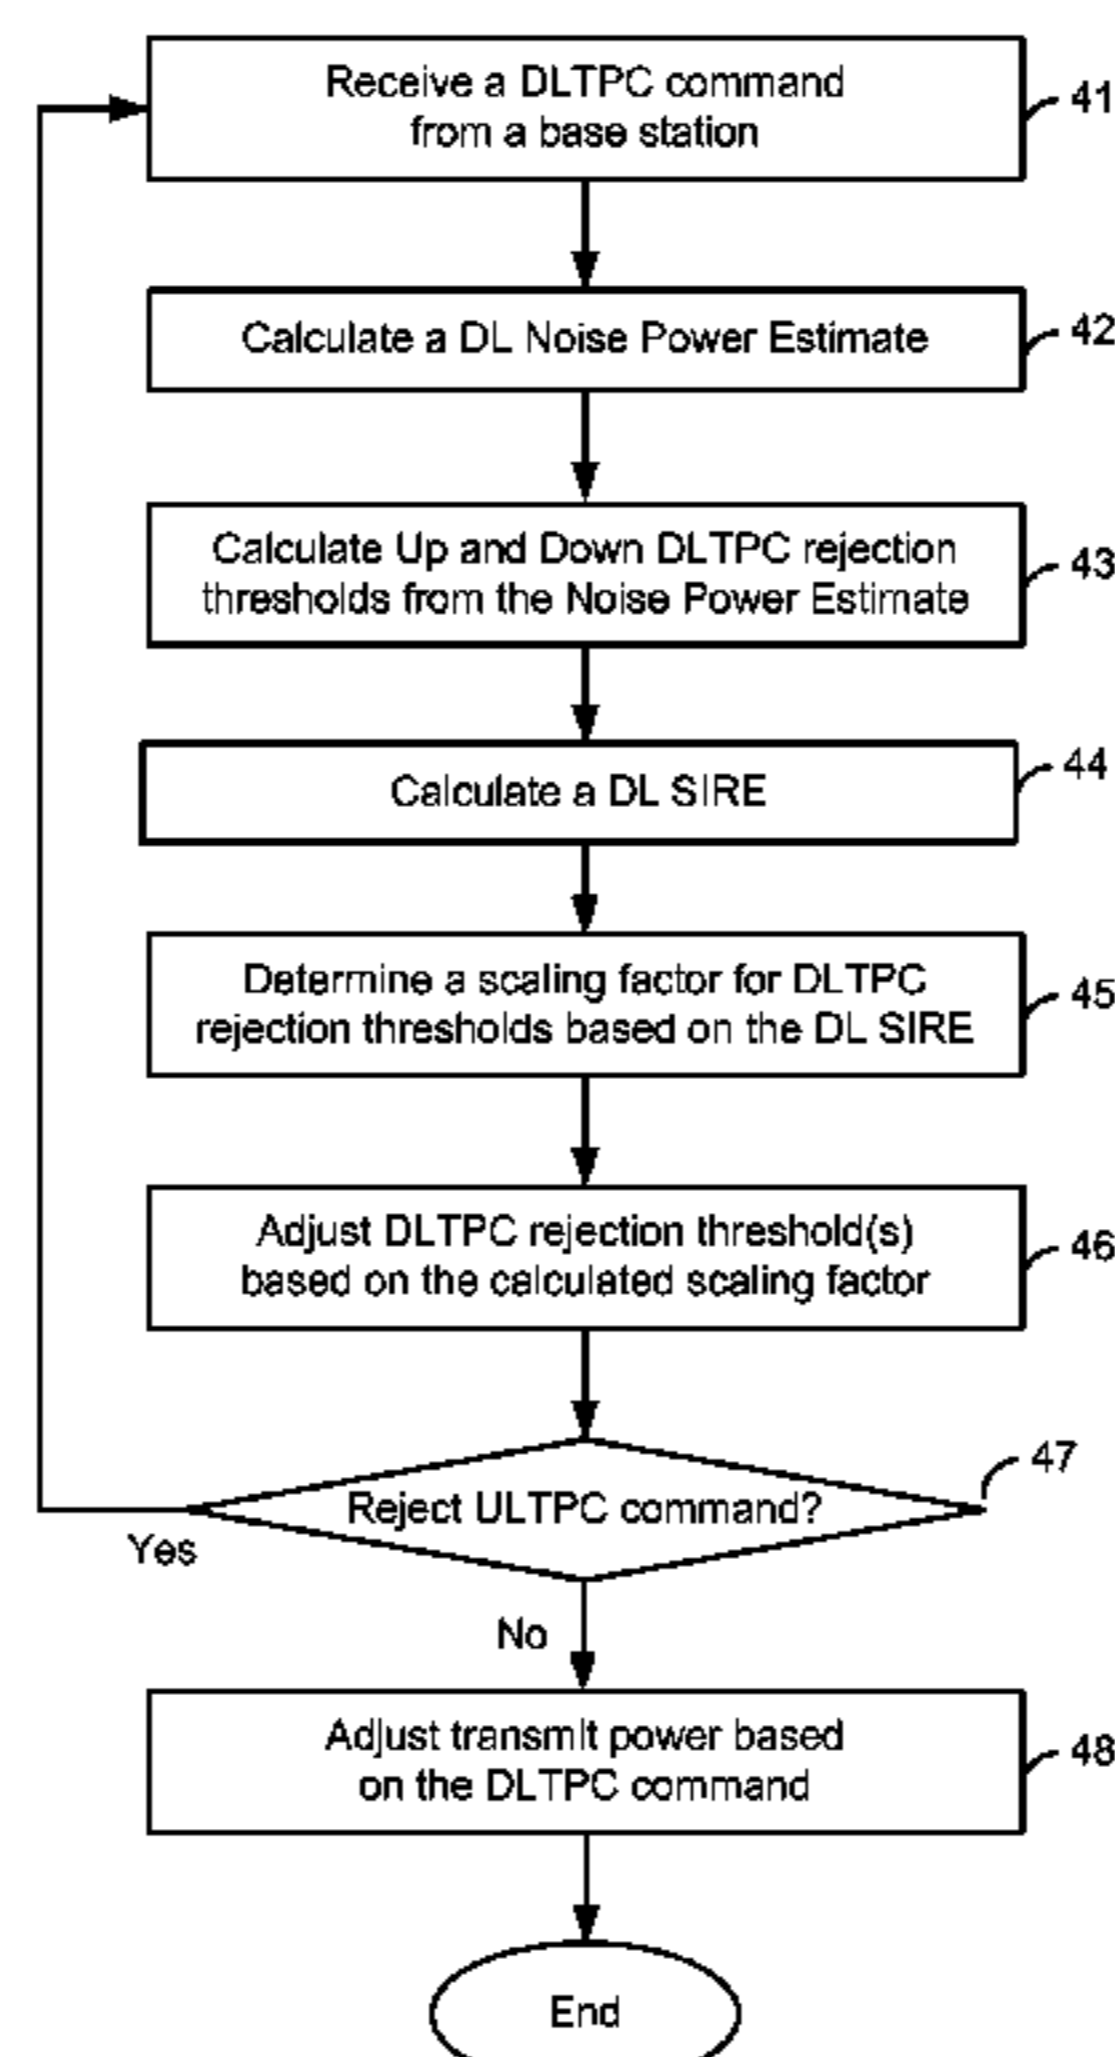 Receive a DLTPC command
from a base station
41
Calculate a DL Noise Power Estimate
42
Calculate Up and Down DLTPC rejection
thresholds from the Noise Power Estimate
43
Calculate a DL SIRE
44
Determine a scaling factor for DLTPC
rejection thresholds based on the DL SIRE
45
Adjust DLTPC rejection threshold(s)
based on the calculated scaling factor
46
Reject ULTPC command?
47
Yes
No
Adjust transmit power based
on the DLTPC command
48
End